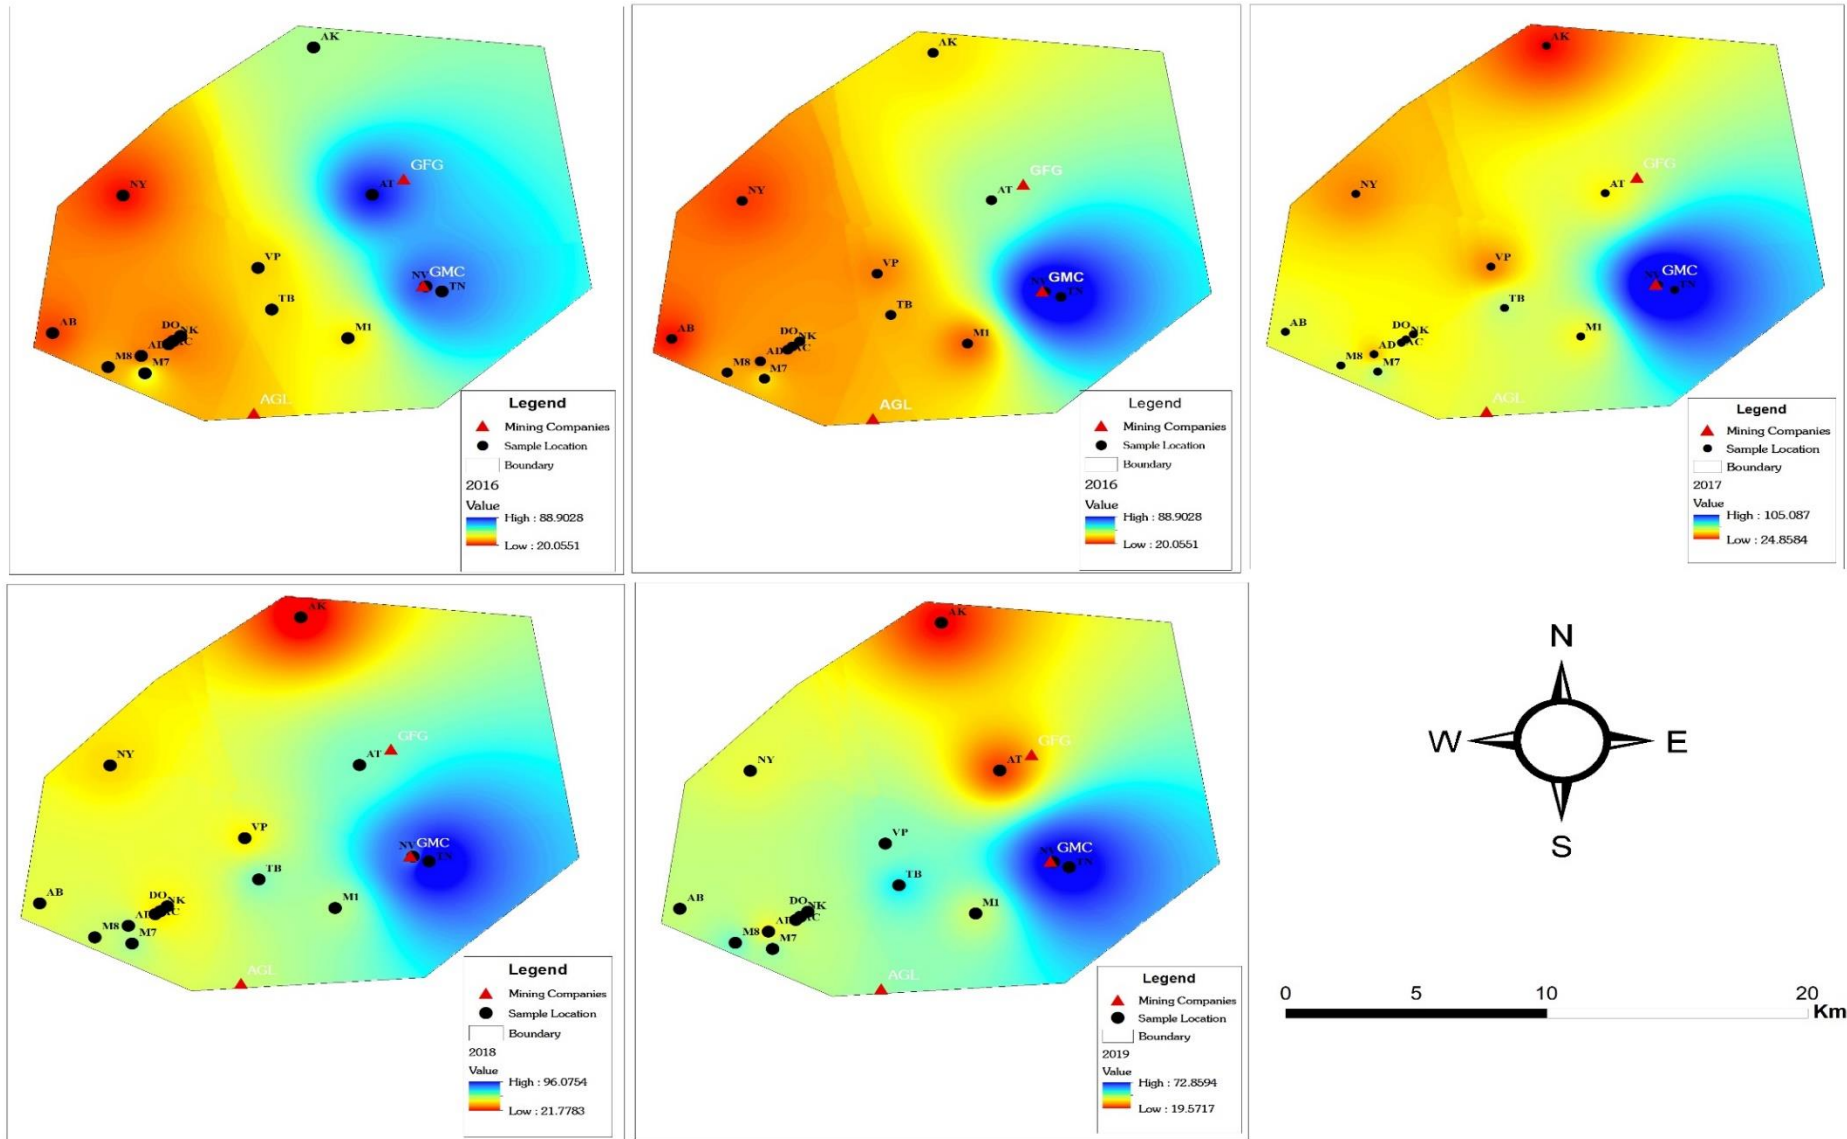 AK
NY
AT
GFG
VP
NV
GMC
TN
TB
M1
AB
DO
NK
AD
AC
M8
M7
AGL
Legend
Mining Companies
Sample Location
Boundary
2016
Value
High : 88.9028
Low : 20.0551
AK
GFG
NY
AT
VP
GMC
TB
M1
AB
DO
AD
AC
M8
M7
AGL
Legend
Mining Companies
Sample Location
Boundary
2016
Value
High : 88.9028
Low : 20.0551
AK
GFG
NY
AT
VP
NV
GMC
TN
TB
M1
AB
DO
NK
AD
AC
M8
M7
AGL
Legend
Mining Companies
Sample Location
Boundary
2017
Value
High : 105.087
Low : 24.8584
AK
GFG
NY
AT
VP
NV
GMC
TN
TB
M1
AB
DO
NK
AD
AC
M8
M7
AGL
Legend
Mining Companies
Sample Location
Boundary
2018
Value
High : 96.0754
Low : 21.7783
AK
GFG
NY
AT
VP
NV
GMC
TN
TB
M1
AB
DO
NK
AD
AC
M8
M7
AGL
Legend
Mining Companies
Sample Location
Boundary
2019
Value
High : 72.8594
Low : 19.5717
N
W E
S
0 5 10 20
Km